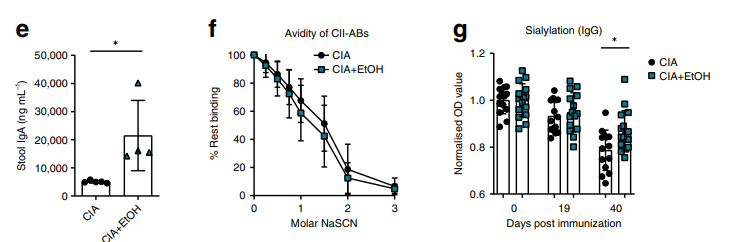 e
*
50,000
40,000
30,000
20,000
10,000
0
Stool IgA (ng mL⁻¹)
CIA
CIA+EtOH
f
Avidity of CII-ABs
CIA
CIA+EtOH
100
80
60
40
20
0
% Rest binding
0 1 2 3
Molar NaSCN
g
Sialylation (IgG)
*
CIA
CIA+EtOH
1.2
1.0
0.8
0.6
Normalised OD value
0 19 40
Days post immunization